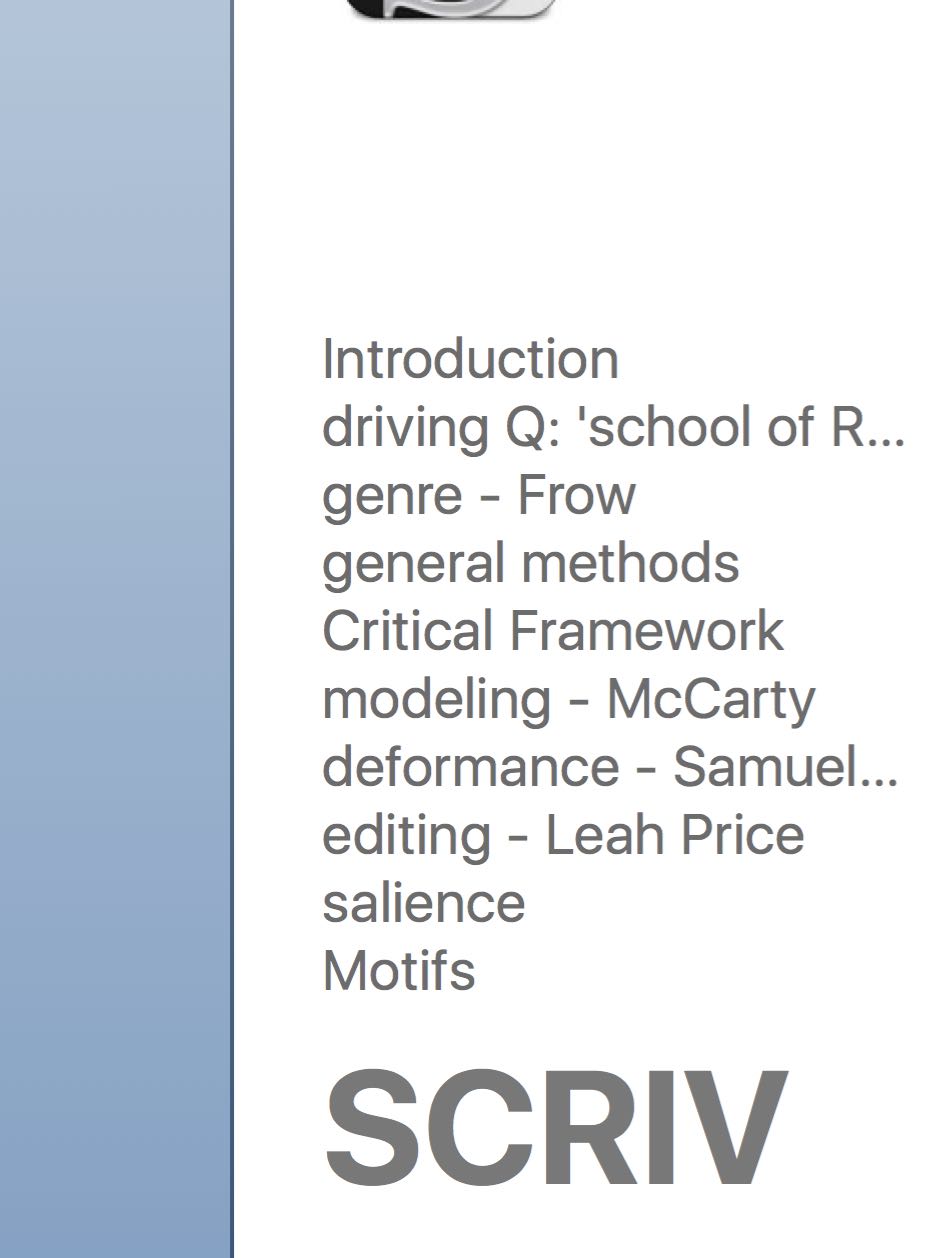 Introduction
driving Q: 'school of R...
genre - Frow
general methods
Critical Framework
modeling - McCarty
deformance - Samuel...
editing - Leah Price
salience
Motifs
SCRIV